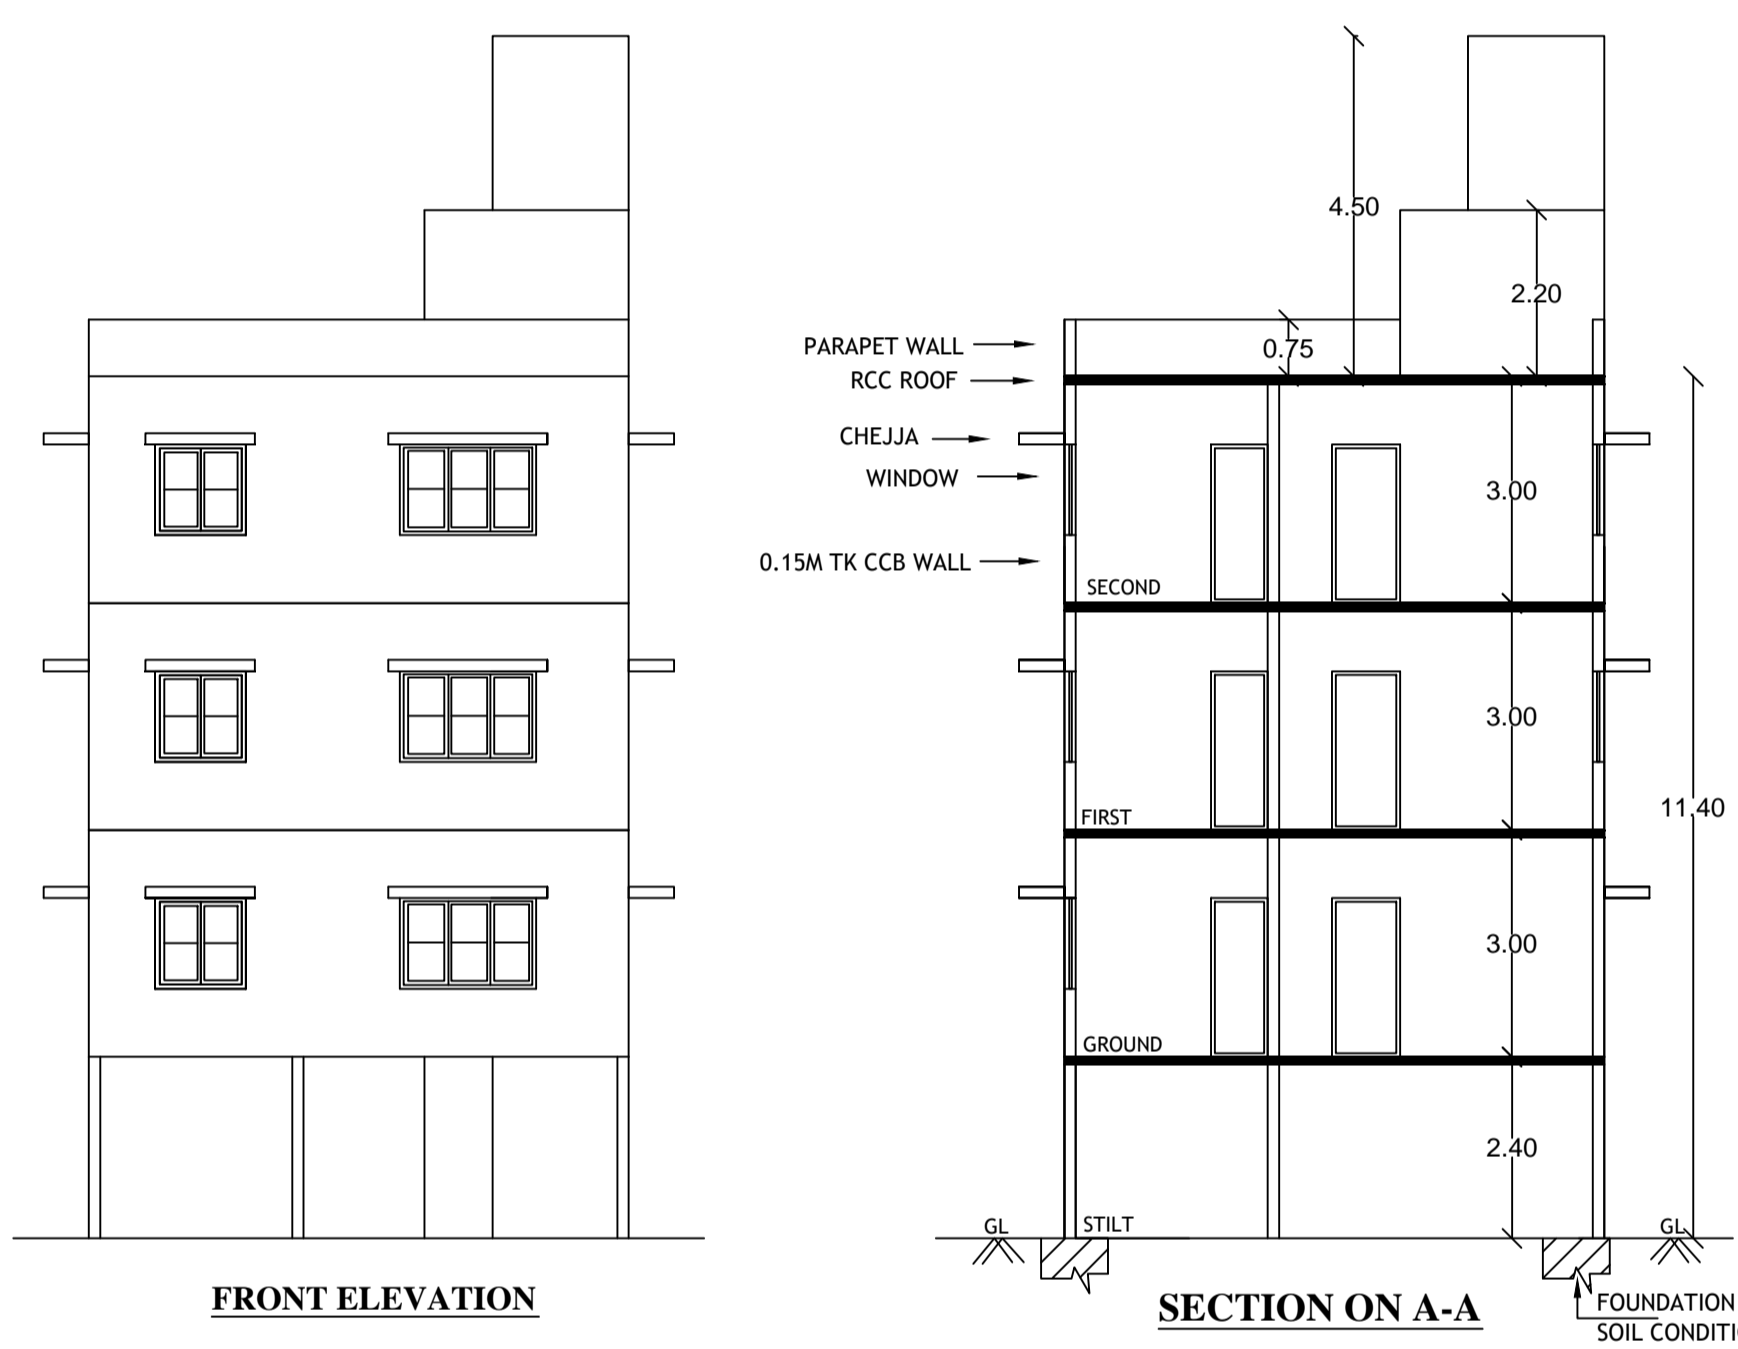 4.50
2.20
PARAPET WALL
0.75
RCC ROOF
CHEJJA
WINDOW
3.00
0.15M TK CCB WALL
SECOND
3.00
FIRST
11.40
3.00
GROUND
2.40
GL
STILT
GL
FRONT ELEVATION
SECTION ON A-A
FOUNDATION
SOIL